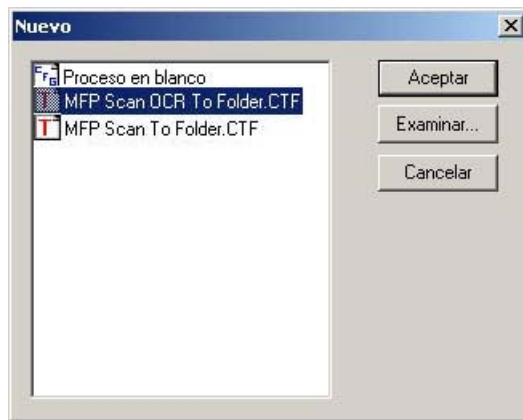 Nuevo
Proceso en blanco
MFP Scan OCR To Folder.CTF
MFP Scan To Folder.CTF
Aceptar
Examinar...
Cancelar